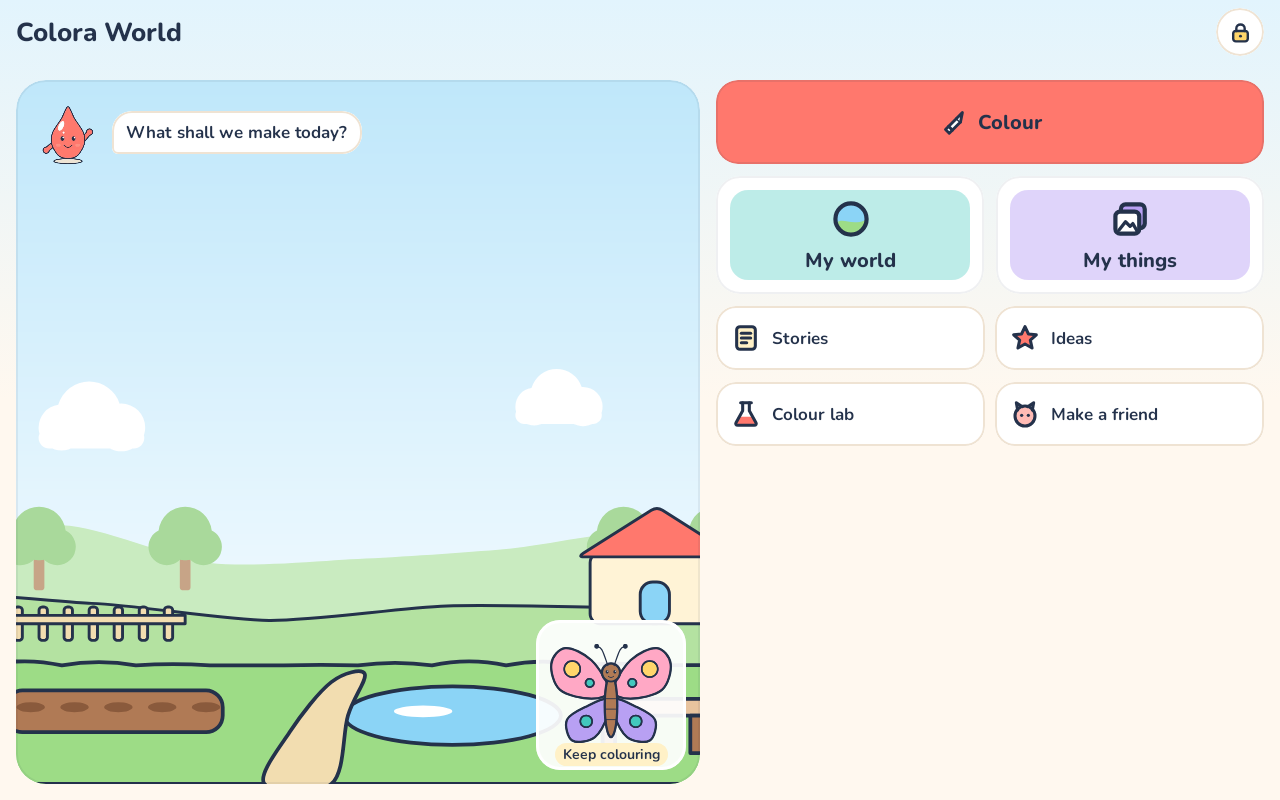 Colora World
What shall we make today?
Colour
My world
My things
Stories
Ideas
Colour lab
Make a friend
Keep colouring